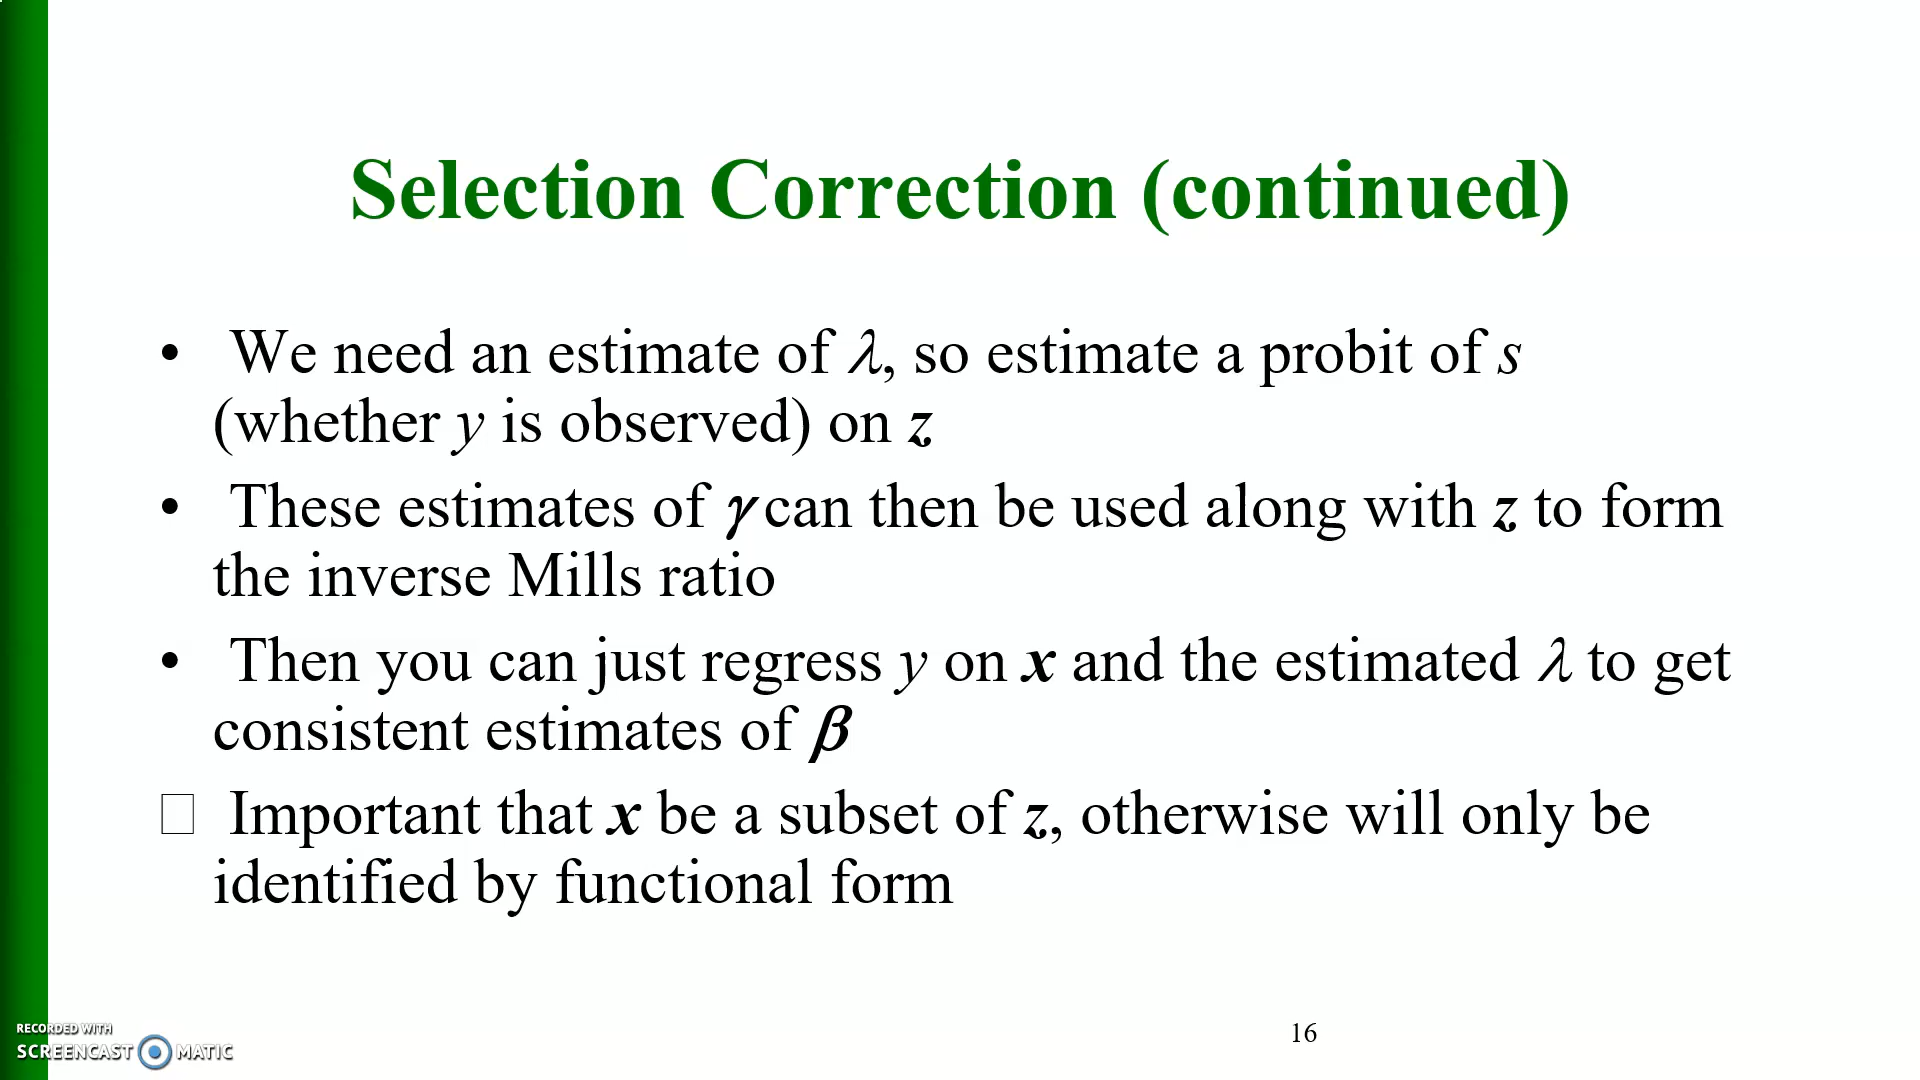 Selection Correction (continued)
• We need an estimate of λ, so estimate a probit of s
(whether y is observed) on z
• These estimates of γ can then be used along with z to form
the inverse Mills ratio
• Then you can just regress y on x and the estimated λ to get
consistent estimates of β
□ Important that x be a subset of z, otherwise will only be
identified by functional form
RECORDED WITH
SCREENCAST MATIC
16